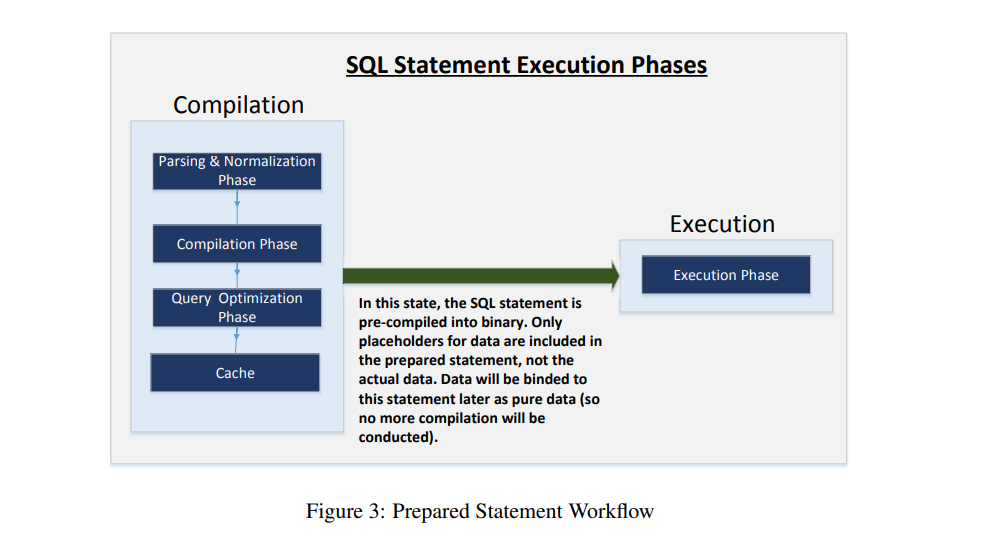 SQL Statement Execution Phases
Compilation
Parsing & Normalization
Phase
Compilation Phase
Query Optimization
Phase
Cache
In this state, the SQL statement is
pre-compiled into binary. Only
placeholders for data are included in
the prepared statement, not the
actual data. Data will be binded to
this statement later as pure data (so
no more compilation will be
conducted).
Execution
Execution Phase
Figure 3: Prepared Statement Workflow